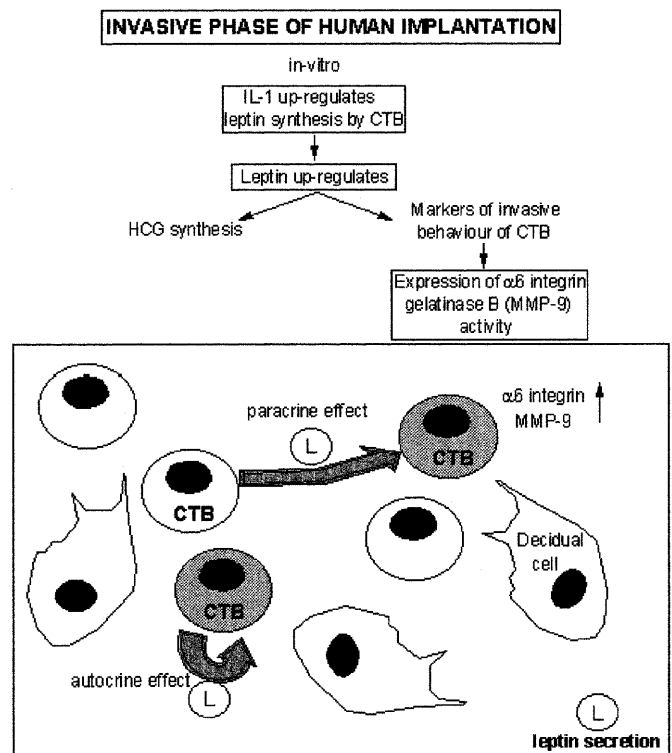 INVASIVE PHASE OF HUMAN IMPLANTATION
in-vitro
IL-1 up-regulates
leptin synthesis by CTB
Leptin up-regulates
HCG synthesis
Markers of invasive
behaviour of CTB
Expression of α6 integrin
gelatinase B (MMP-9)
activity
paracrine effect
L
α6 integrin
MMP-9
CTB
CTB
Decidual
cell
CTB
autocrine effect
L
L
leptin secretion